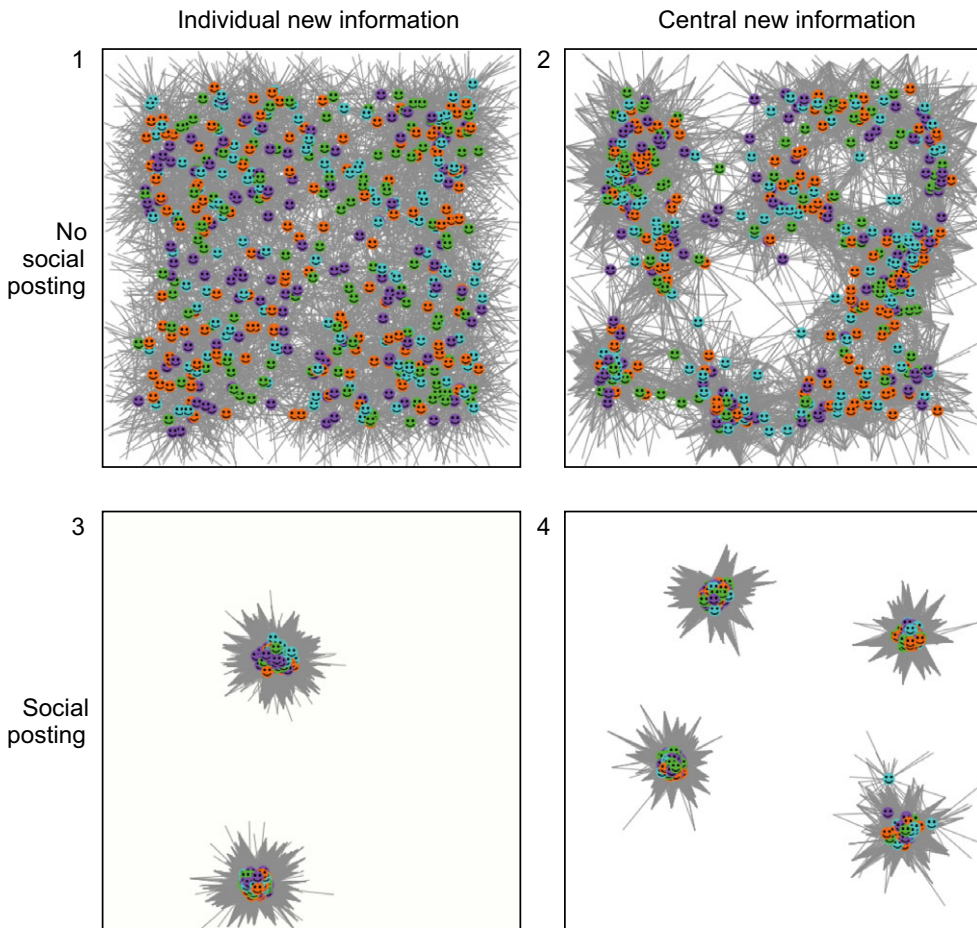 Individual new information
Central new information
1
2
No
social
posting
3
4
Social
posting